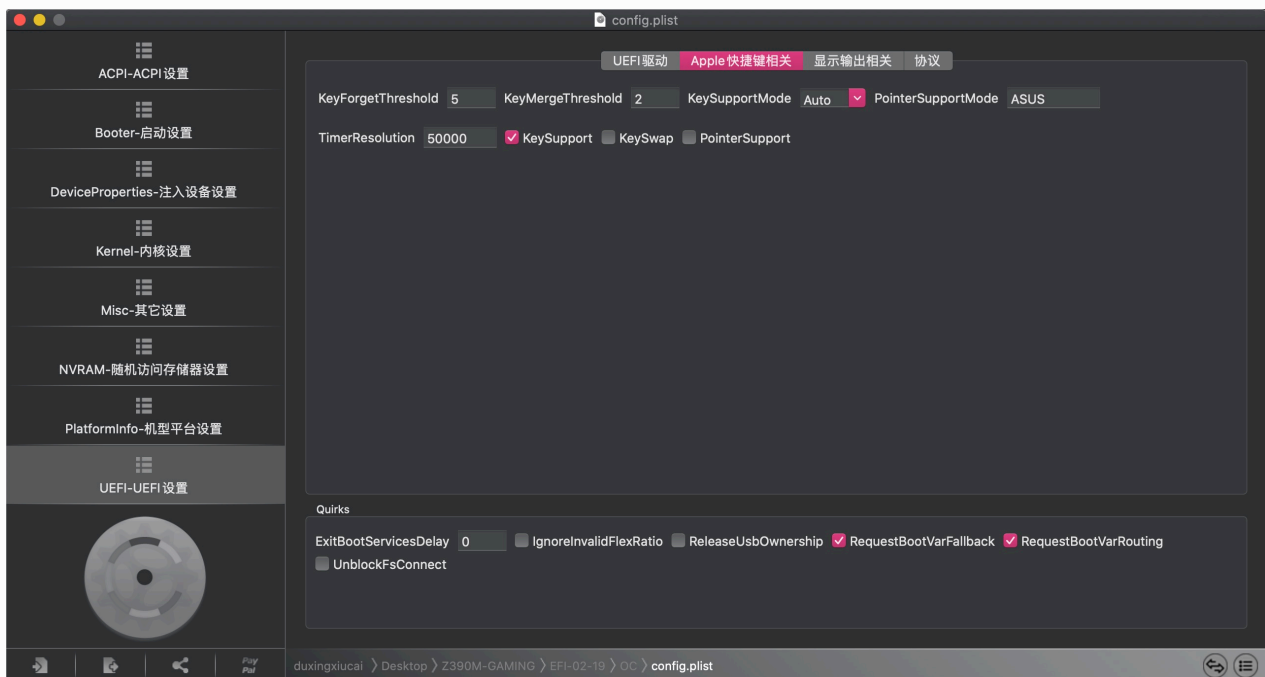 config.plist
ACPI-ACPI设置
Booter-启动设置
DeviceProperties-注入设备设置
Kernel-内核设置
Misc-其它设置
NVRAM-随机访问存储器设置
PlatformInfo-机型平台设置
UEFI-UEFI设置
Pay
Pal
UEFI驱动 Apple快捷键相关 显示输出相关 协议
KeyForgetThreshold 5 KeyMergeThreshold 2 KeySupportMode Auto PointerSupportMode ASUS
TimerResolution 50000 KeySupport KeySwap PointerSupport
Quirks
ExitBootServicesDelay 0 IgnoreInvalidFlexRatio ReleaseUsbOwnership RequestBootVarFallback RequestBootVarRouting
UnblockFsConnect
duxingxiucai 〉Desktop 〉Z390M-GAMING 〉EFI-02-19 〉OC 〉config.plist